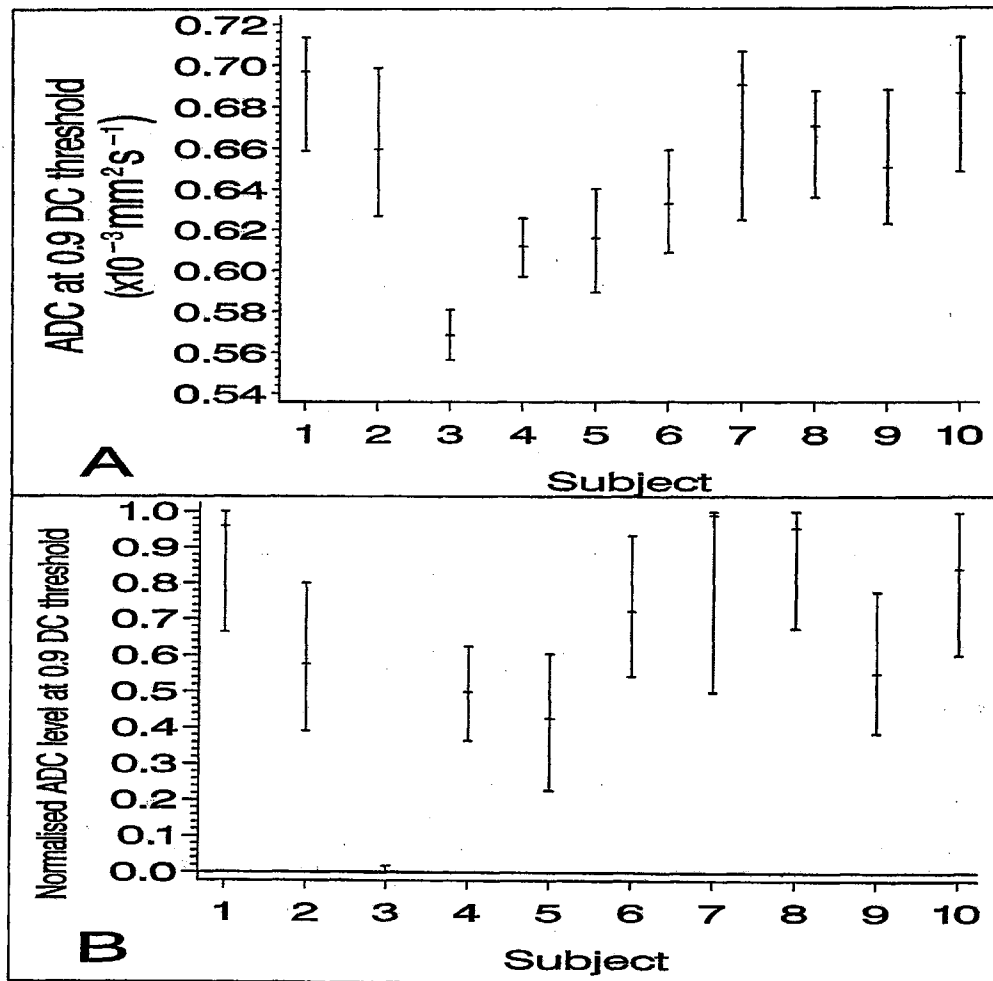 ADC at 0.9 DC threshold
(x10⁻³mm²s⁻¹)
0.72
0.70
0.68
0.66
0.64
0.62
0.60
0.58
0.56
0.54
1 2 3 4 5 6 7 8 9 10
Subject
A
Normalised ADC level at 0.9 DC threshold
1.0
0.9
0.8
0.7
0.6
0.5
0.4
0.3
0.2
0.1
0.0
1 2 3 4 5 6 7 8 9 10
Subject
B